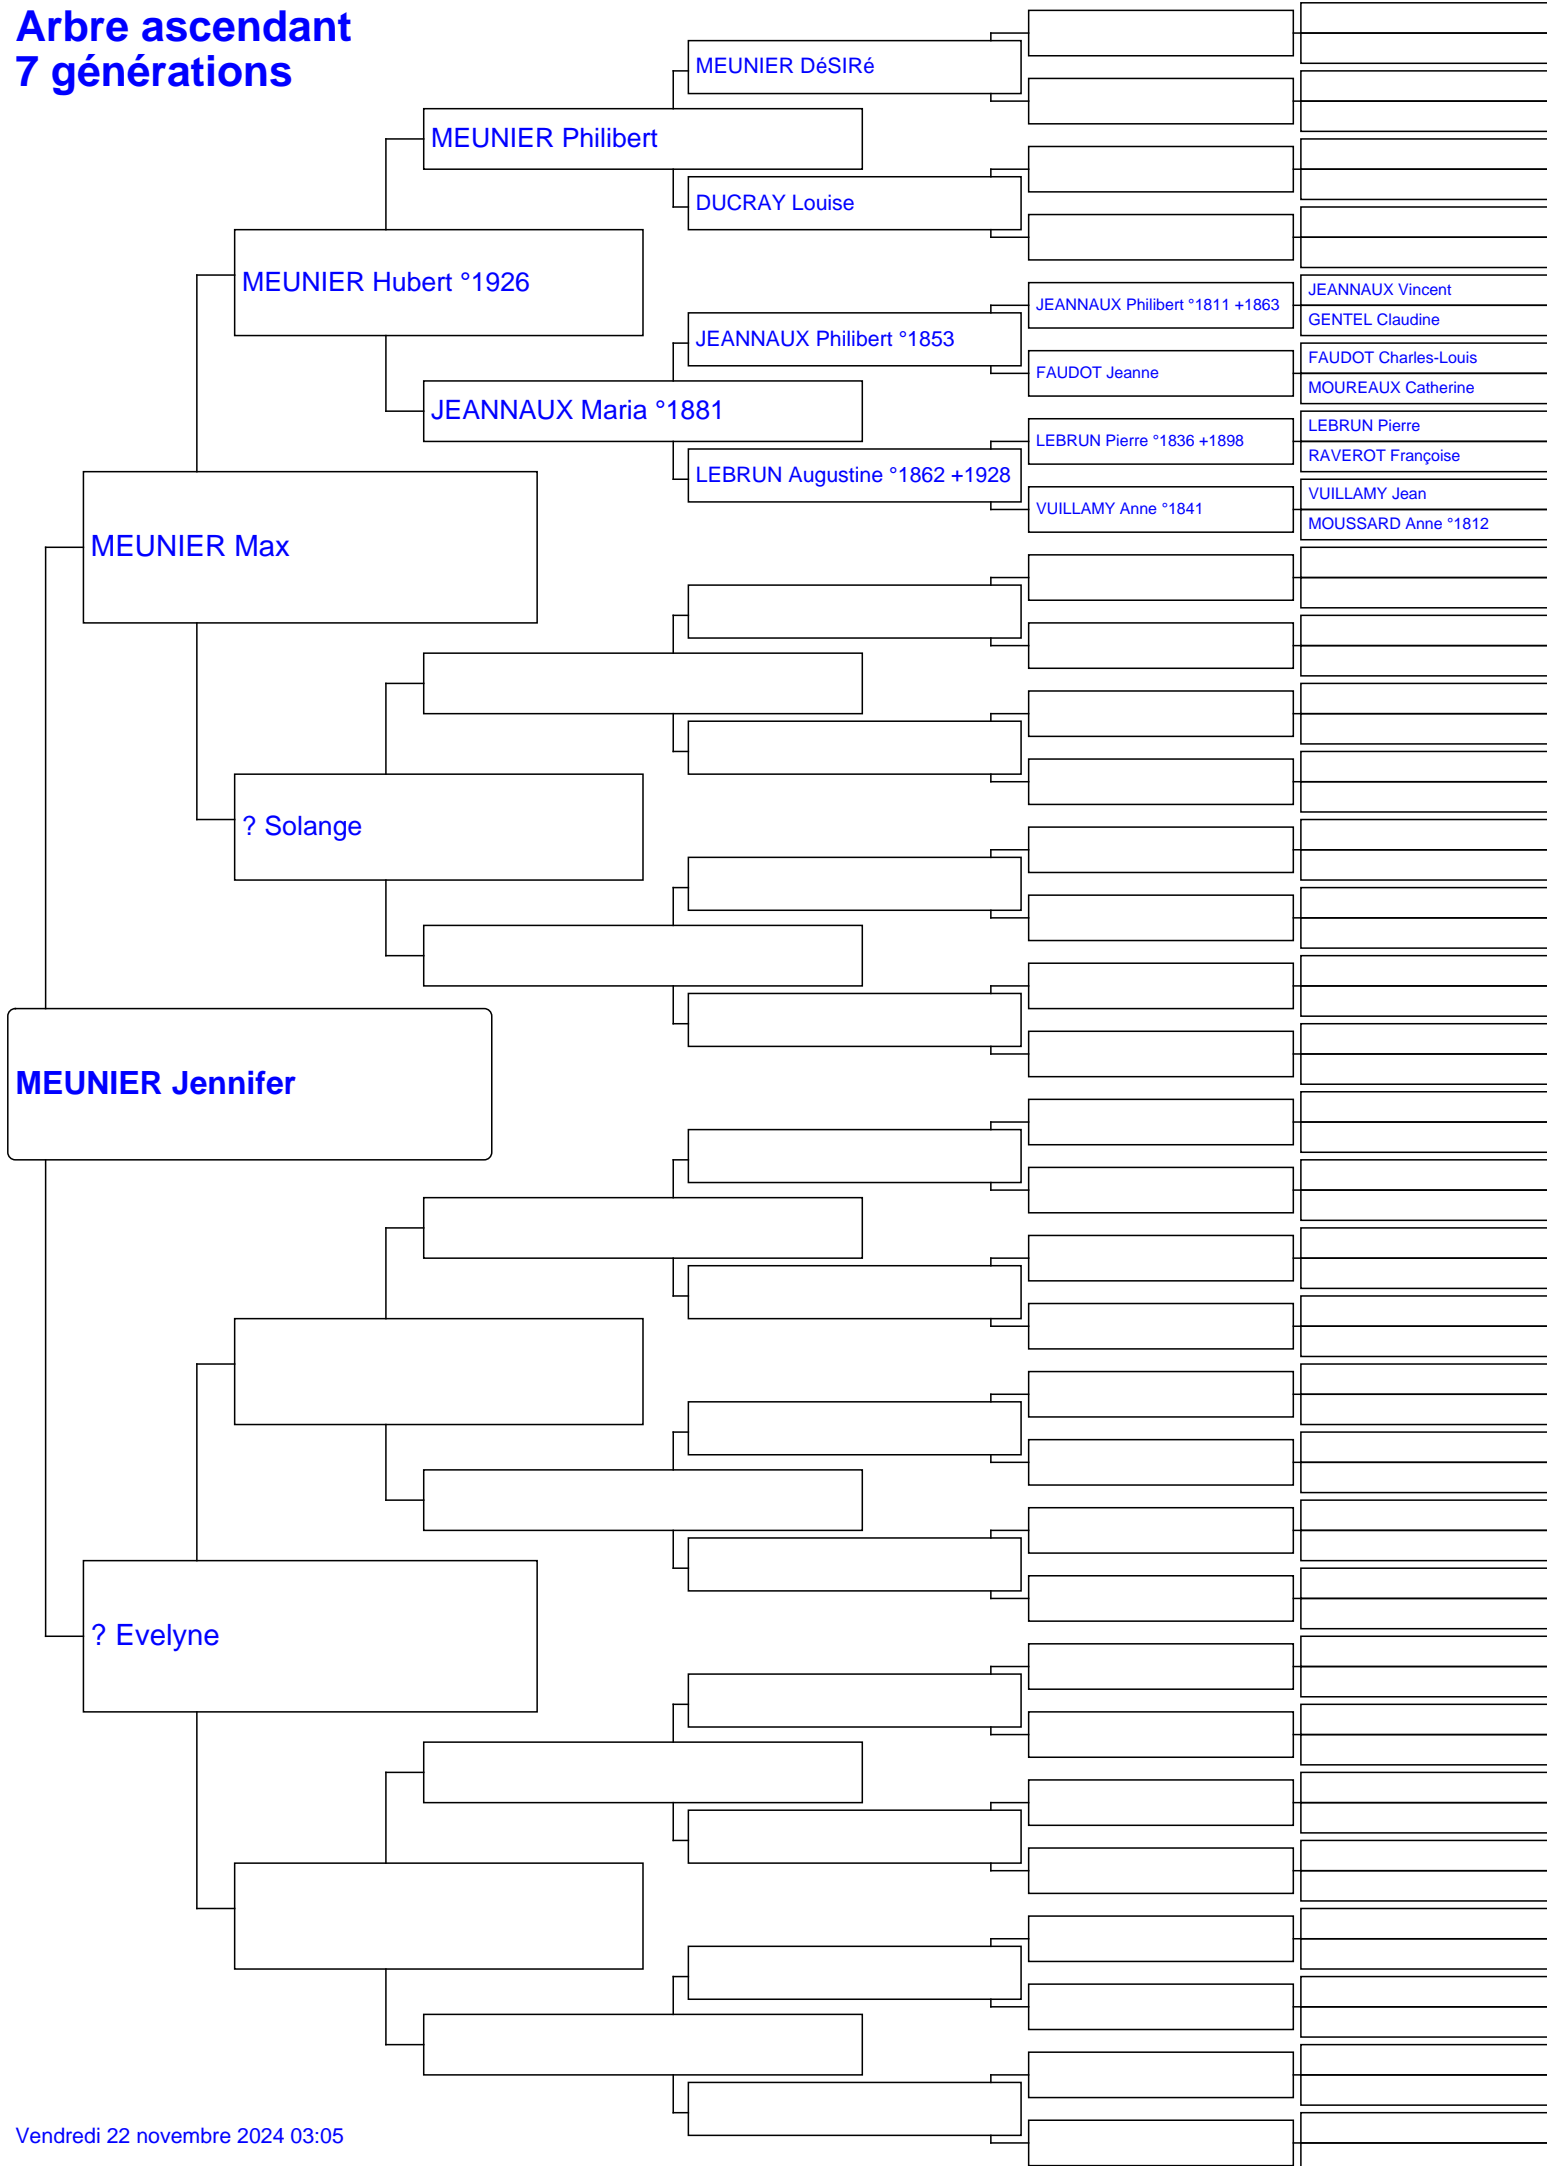 Arbre ascendant
7 générations
MEUNIER DéSIRé
MEUNIER Philibert
DUCRAY Louise
MEUNIER Hubert °1926
JEANNAUX Philibert °1811 +1863
JEANNAUX Vincent
GENTEL Claudine
JEANNAUX Philibert °1853
FAUDOT Jeanne
FAUDOT Charles-Louis
MOUREAUX Catherine
JEANNAUX Maria °1881
LEBRUN Pierre °1836 +1898
LEBRUN Pierre
RAVEROT Françoise
LEBRUN Augustine °1862 +1928
VUILLAMY Anne °1841
VUILLAMY Jean
MOUSSARD Anne °1812
MEUNIER Max
? Solange
MEUNIER Jennifer
? Evelyne
Vendredi 22 novembre 2024 03:05